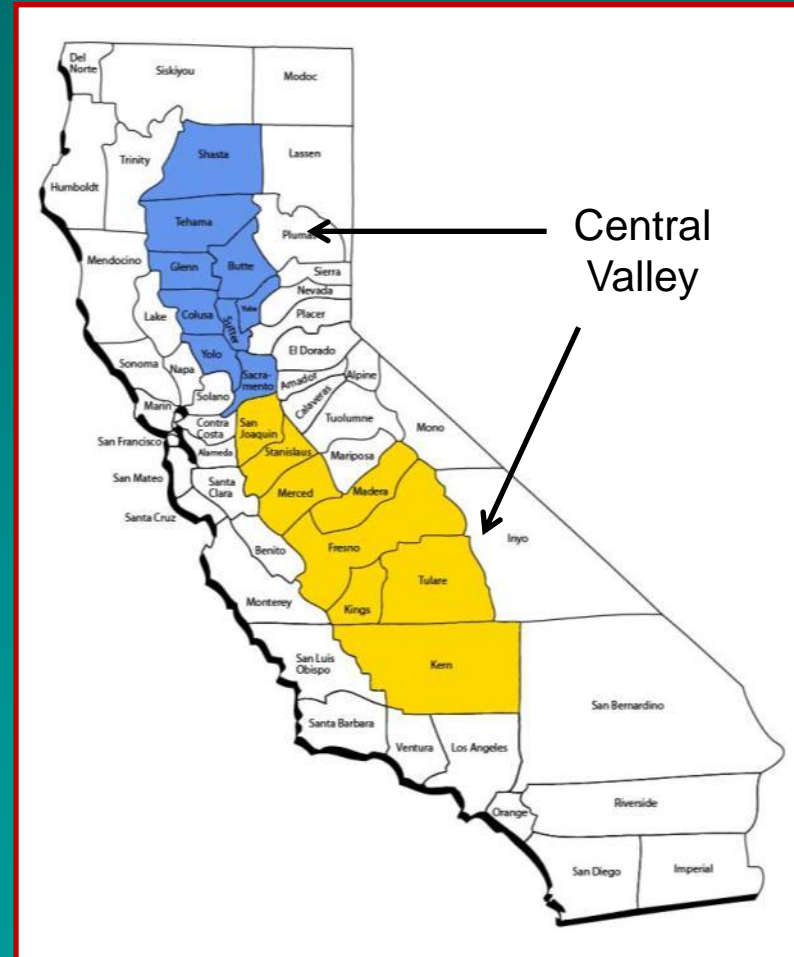 Del
Norte
Siskiyou
Modoc
Shasta
Lassen
Trinity
Humboldt
Tehama
Plumas
Mendocino
Glenn
Butte
Sierra
Nevada
Yuba
Colusa
Sutter
Placer
Lake
Yolo
El Dorado
Sonoma
Napa
Sacra-
mento
Amador
Alpine
Solano
Calaveras
Marin
Contra
Costa
San
Joaquin
Tuolumne
Mono
San Francisco
Alameda
Stanislaus
Mariposa
San Mateo
Santa
Clara
Merced
Madera
Santa Cruz
Benito
Fresno
Inyo
Tulare
Monterey
Kings
San Luis
Obispo
Kern
San Bernardino
Santa Barbara
Ventura
Los Angeles
Orange
Riverside
San Diego
Imperial
Central
Valley